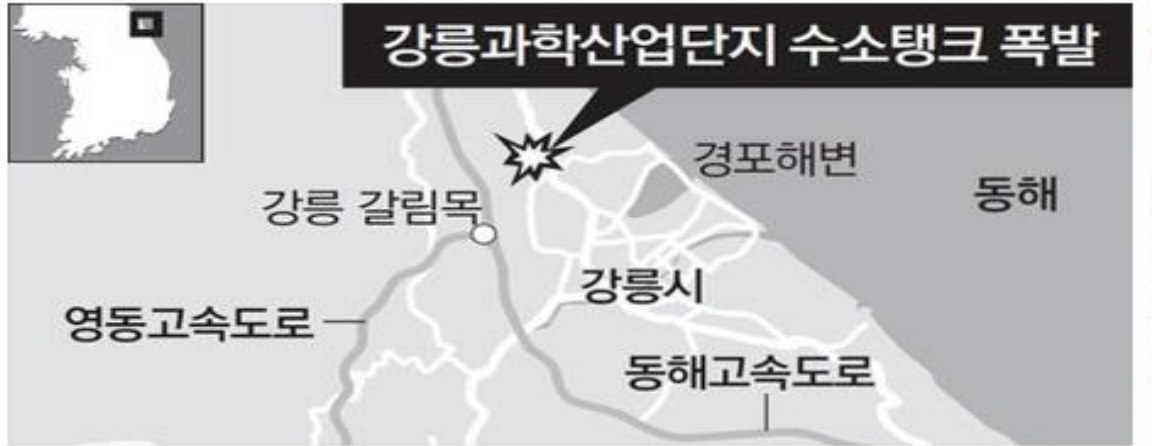 강릉과학산업단지 수소탱크 폭발
경포해변
동해
강릉 갈림목
강릉시
영동고속도로
동해고속도로